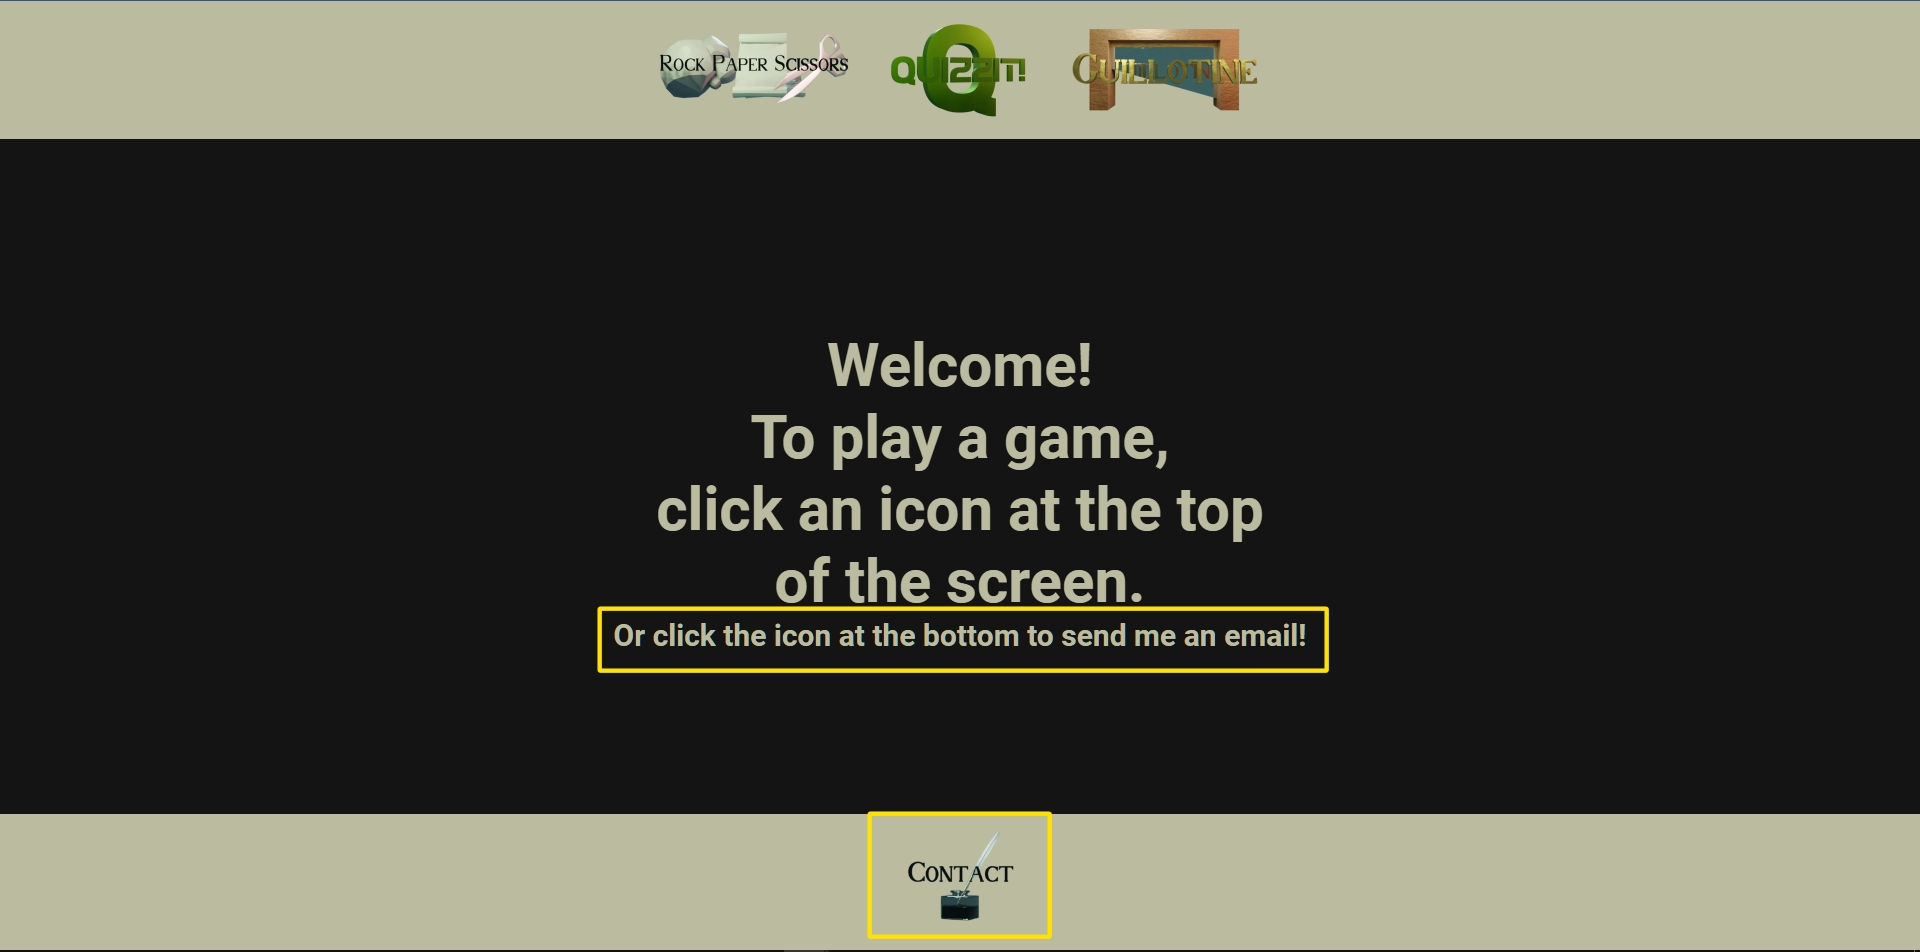 Rock Paper Scissors
QUIZZIT!
Guillotine
Welcome!
To play a game,
click an icon at the top
of the screen.
Or click the icon at the bottom to send me an email!
Contact